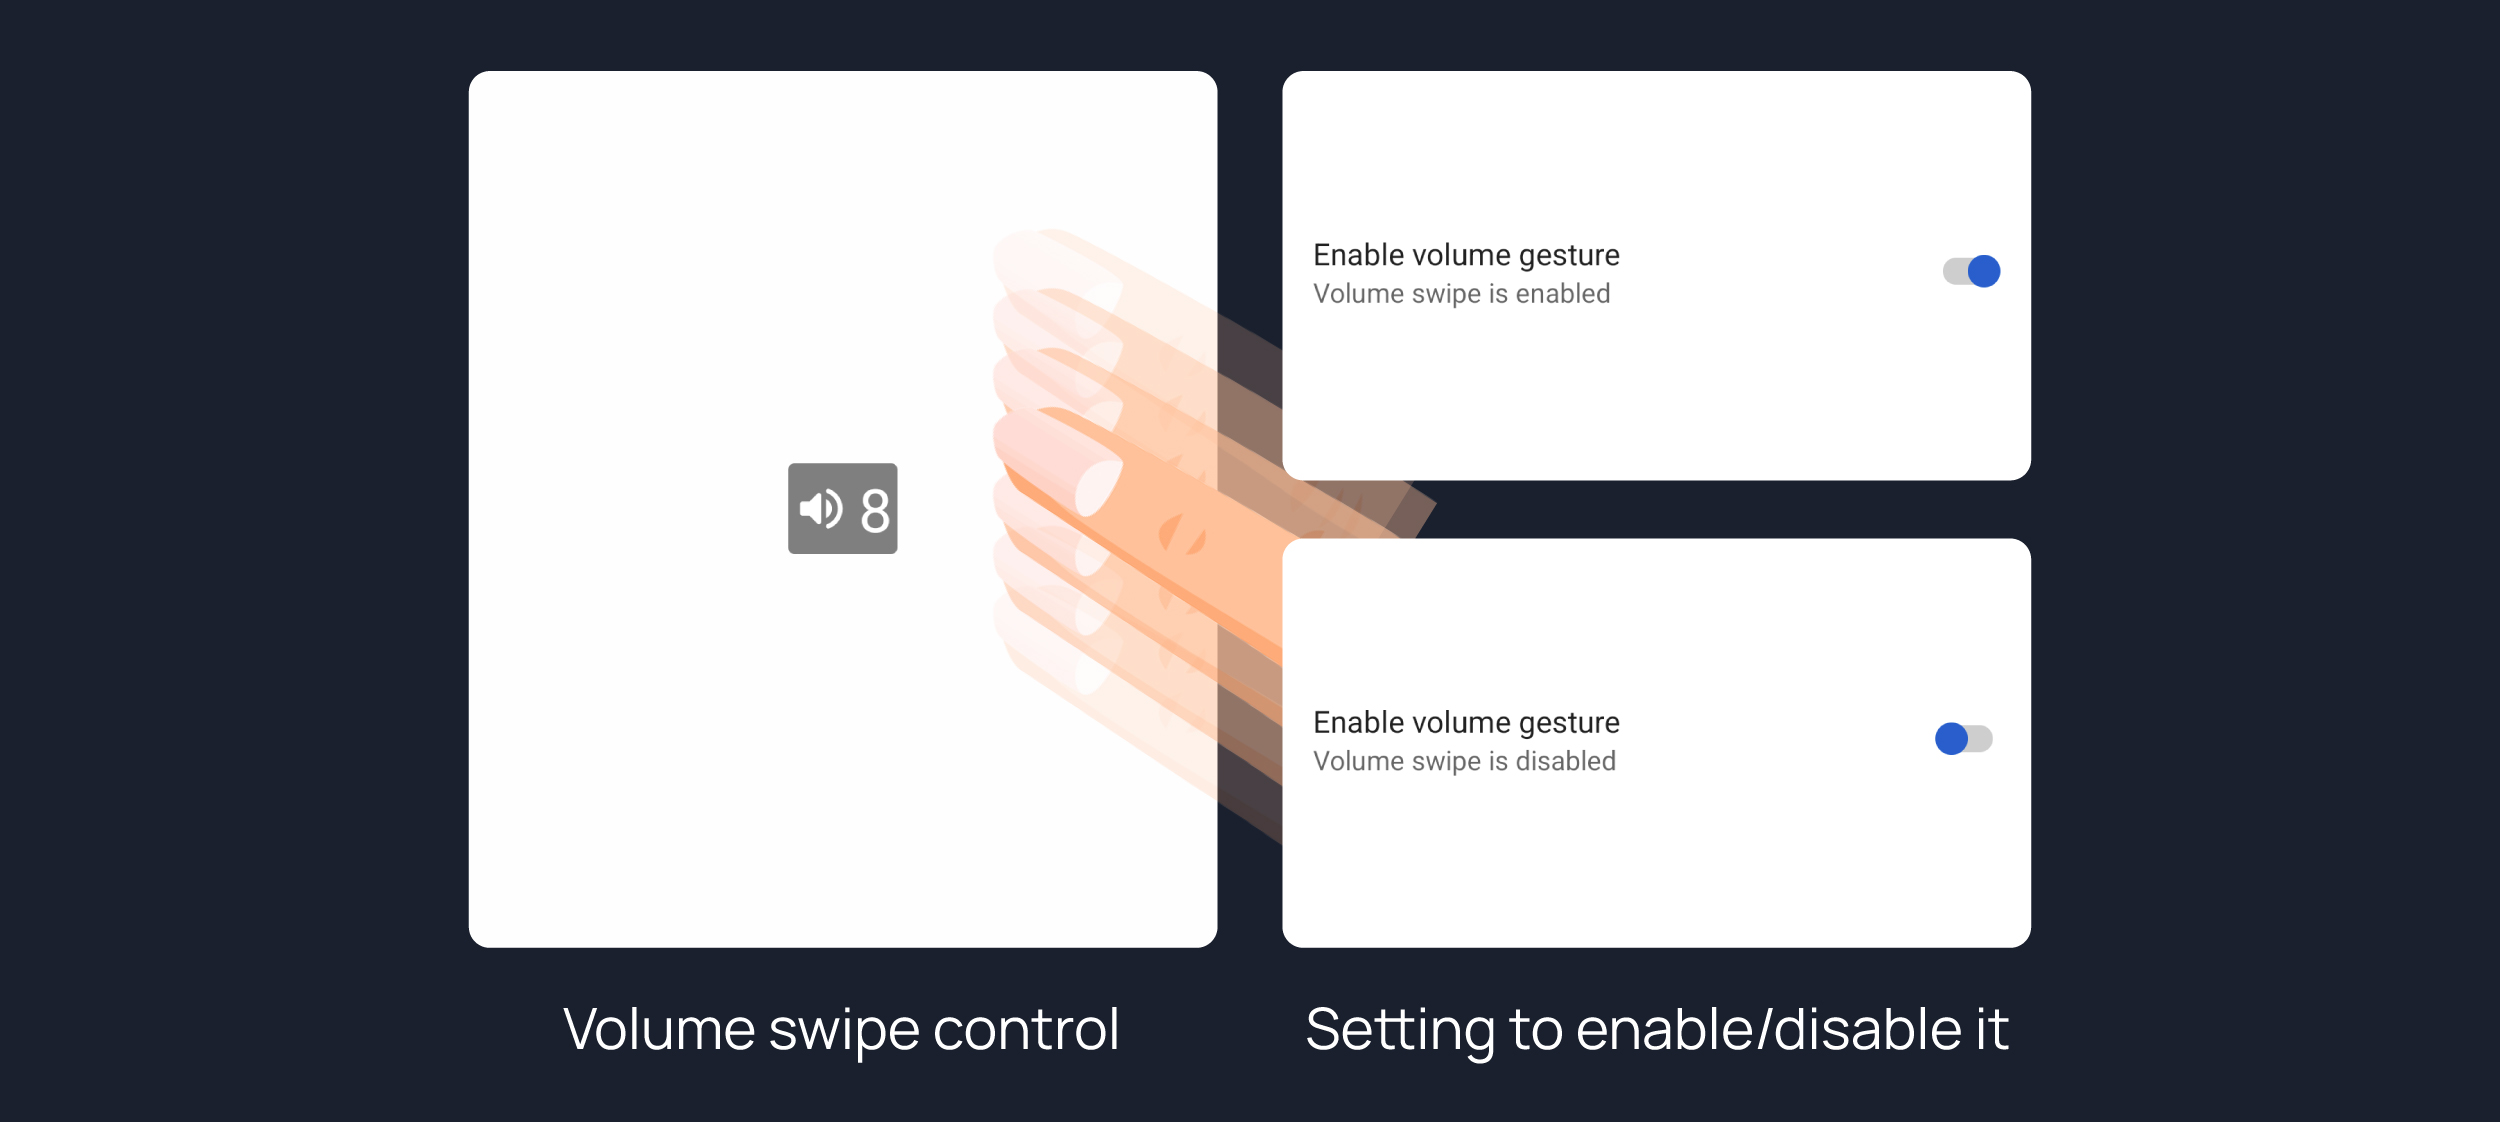 8
Enable volume gesture
Volume swipe is enabled
Enable volume gesture
Volume swipe is disabled
Volume swipe control
Setting to enable/disable it